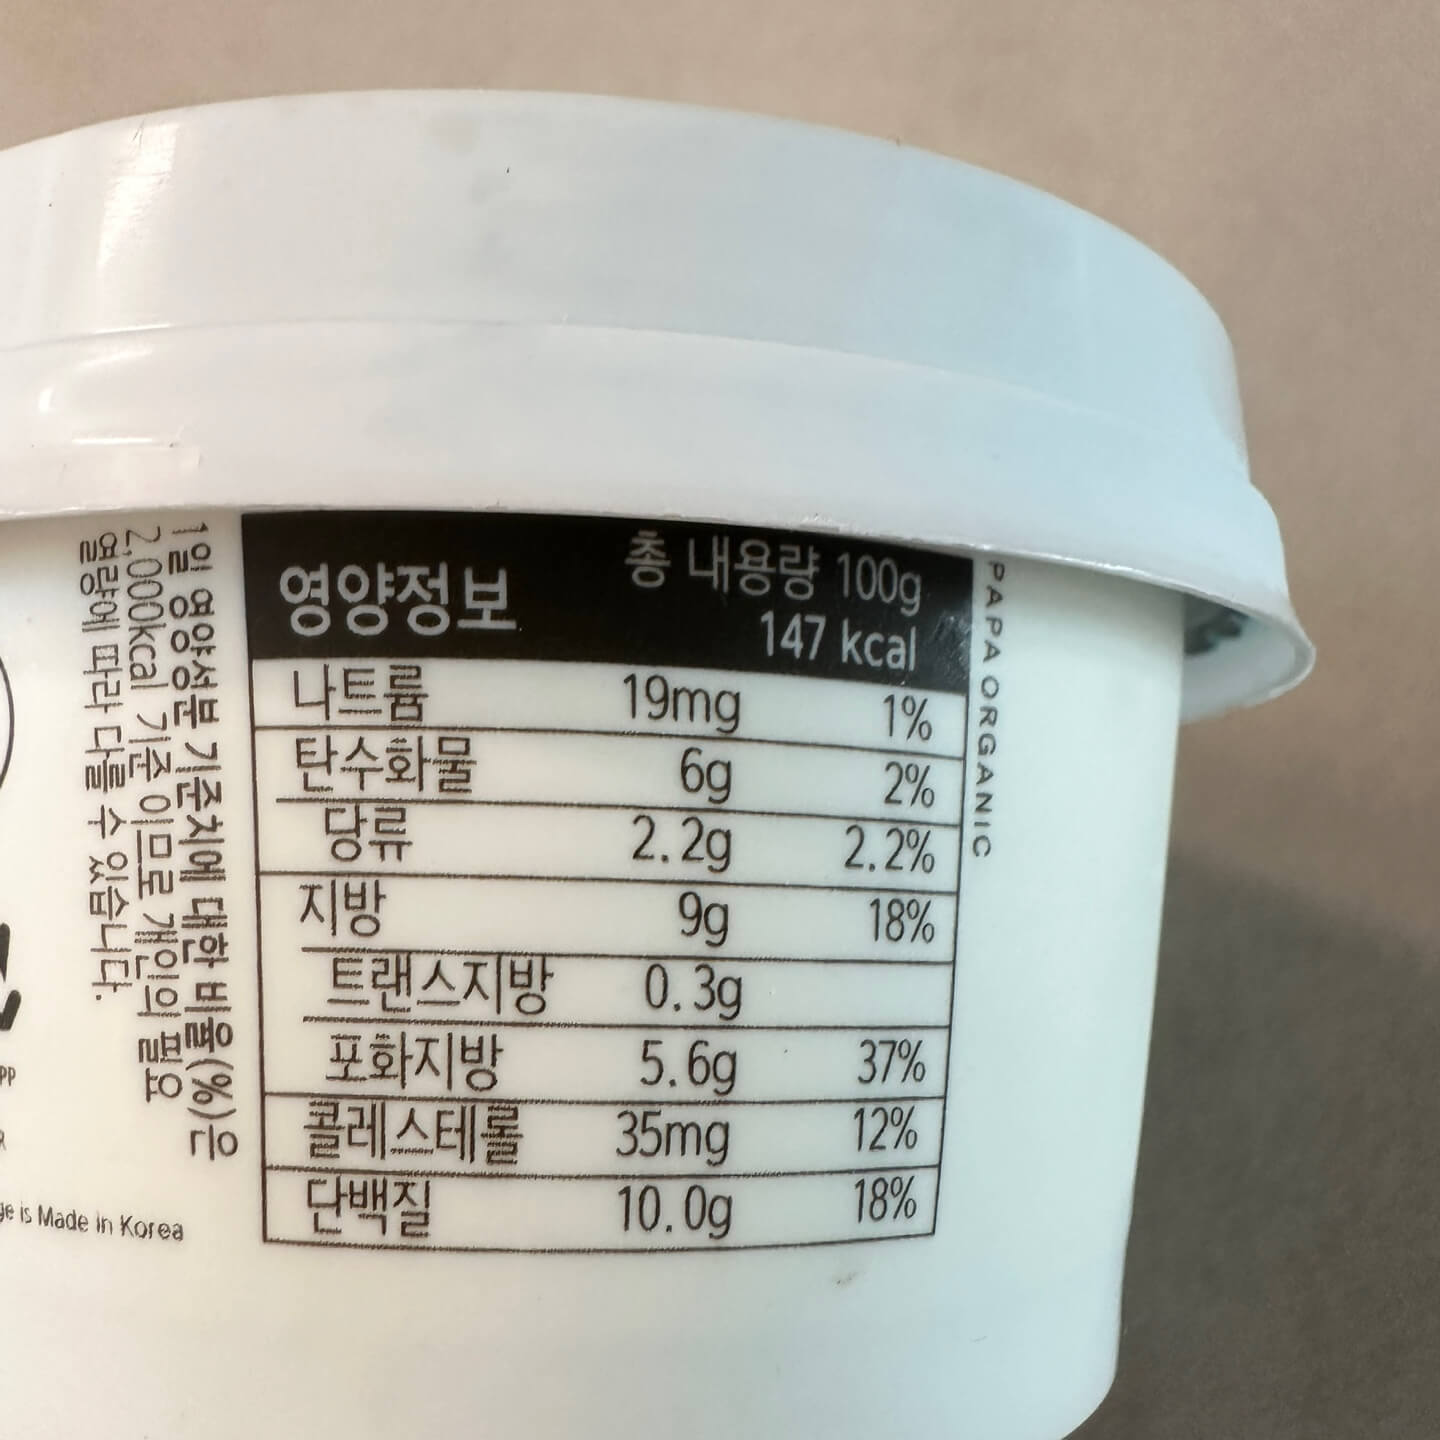 영양정보
총 내용량 100g
147 kcal
나트륨 19mg 1%
탄수화물 6g 2%
당류 2.2g 2.2%
지방 9g 18%
트랜스지방 0.3g
포화지방 5.6g 37%
콜레스테롤 35mg 12%
단백질 10.0g 18%
1일 영양성분 기준치에 대한 비율(%)은
2,000kcal 기준이므로 개인의 필요
열량에 따라 다를 수 있습니다.
PAPA ORGANIC
PP
is Made in Korea